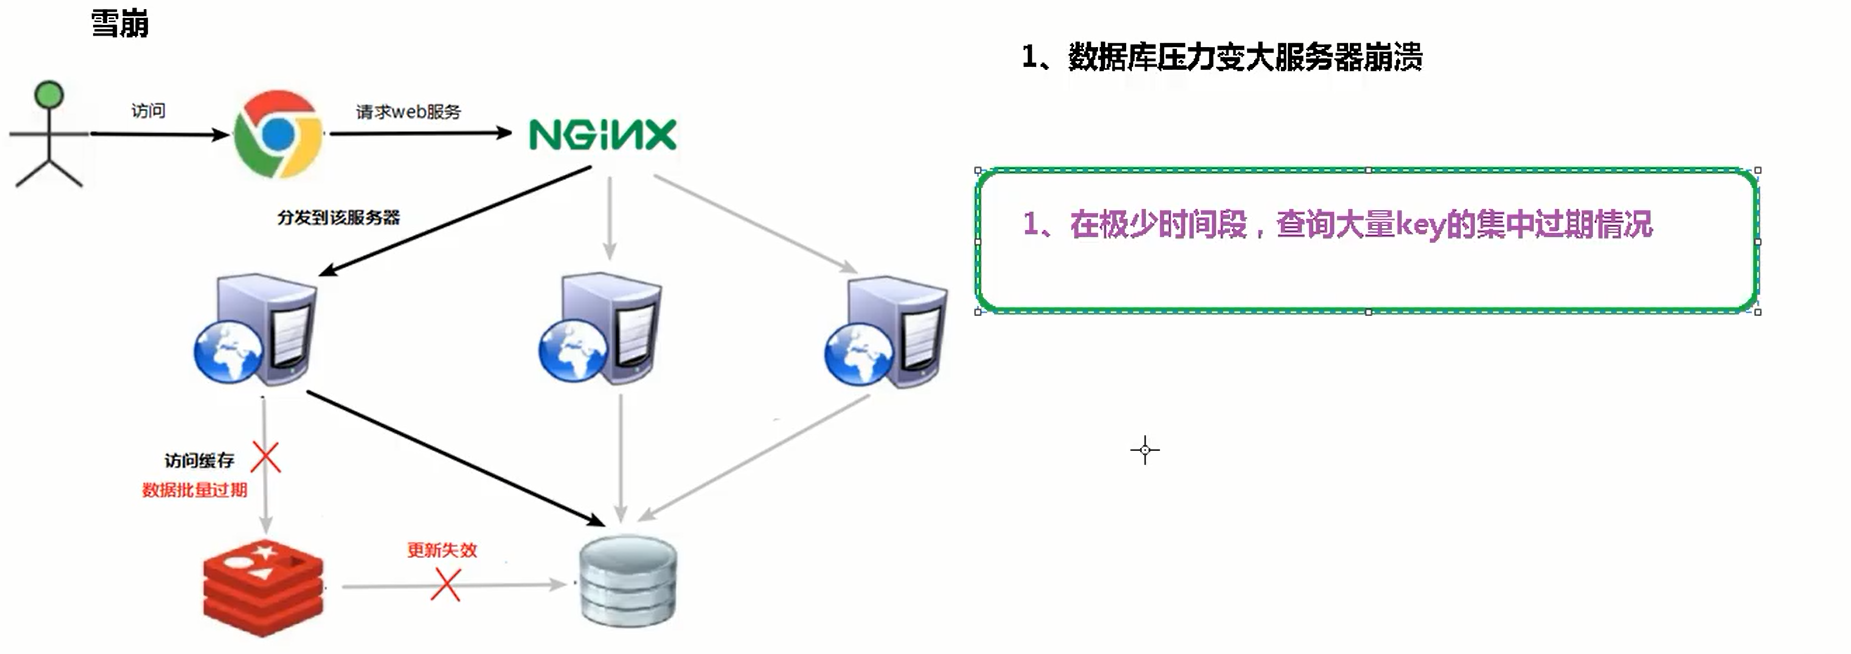 雪崩
1、数据库压力变大服务器崩溃
访问
请求web服务
NGINX
分发到该服务器
1、在极少时间段，查询大量key的集中过期情况
访问缓存
数据批量过期
更新失效